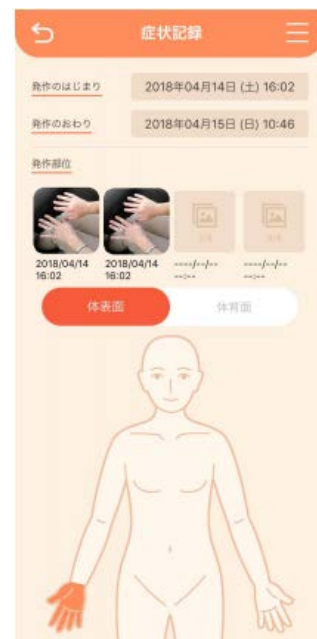 症状記録
発作のはじまり 2018年04月14日 (土) 16:02
発作のおわり 2018年04月15日 (日) 10:46
発作部位
2018/04/14 2018/04/14 ----/--/-- ----/--/--
16:02 16:02 --:-- --:--
体表面 体背面